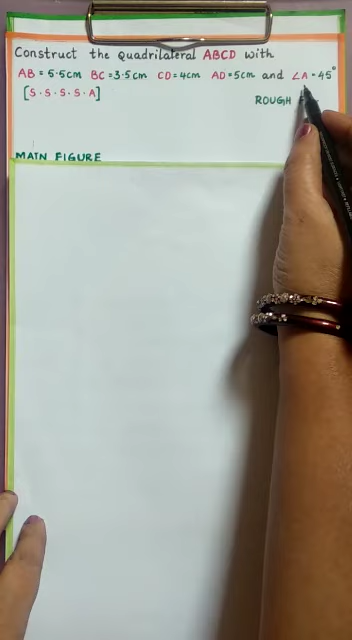 Construct the quadrilateral ABCD with
AB = 5.5cm BC = 3.5cm CD = 4cm AD = 5cm and ∠A = 45°
[S.S.S.S.A]
ROUGH
MAIN FIGURE